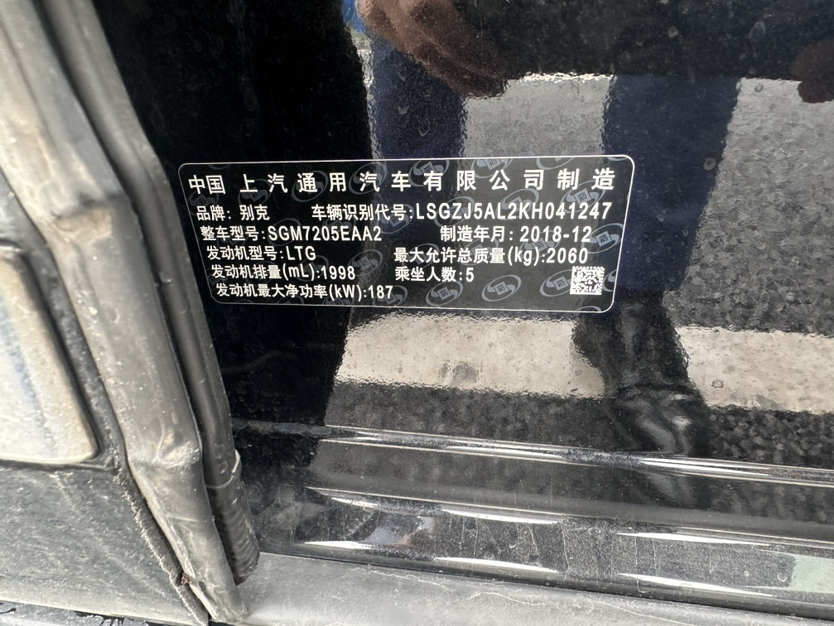 中国上汽通用汽车有限公司制造
品牌: 别克 车辆识别代号:LSGZJ5AL2KH041247
整车型号:SGM7205EAA2 制造年月: 2018-12
发动机型号:LTG 最大允许总质量(kg):2060
发动机排量(mL):1998 乘坐人数:5
发动机最大净功率(kW):187